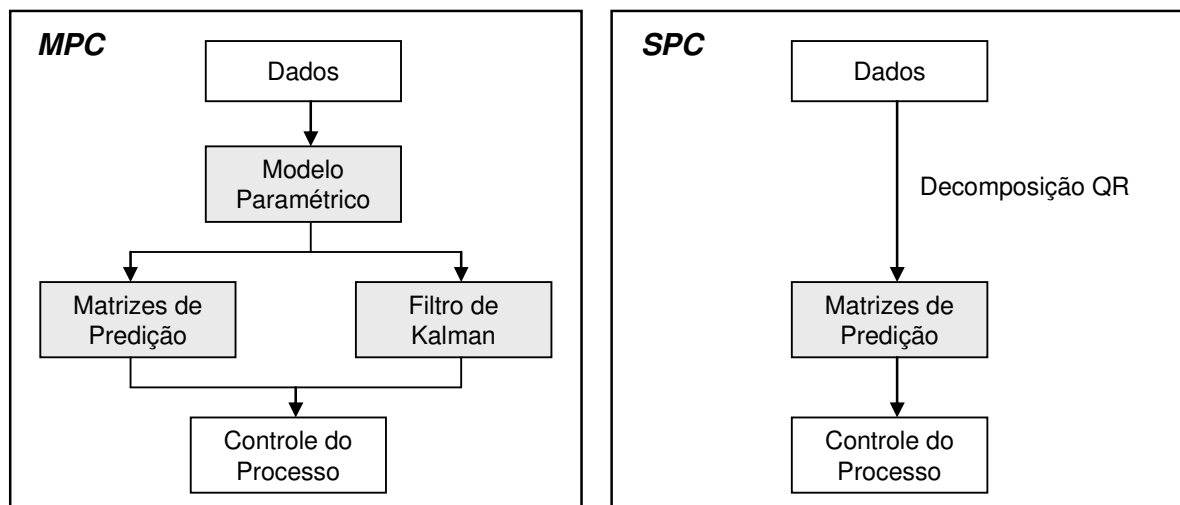 MPC
Dados
Modelo
Paramétrico
Matrizes de
Predição
Filtro de
Kalman
Controle do
Processo
SPC
Dados
Decomposição QR
Matrizes de
Predição
Controle do
Processo